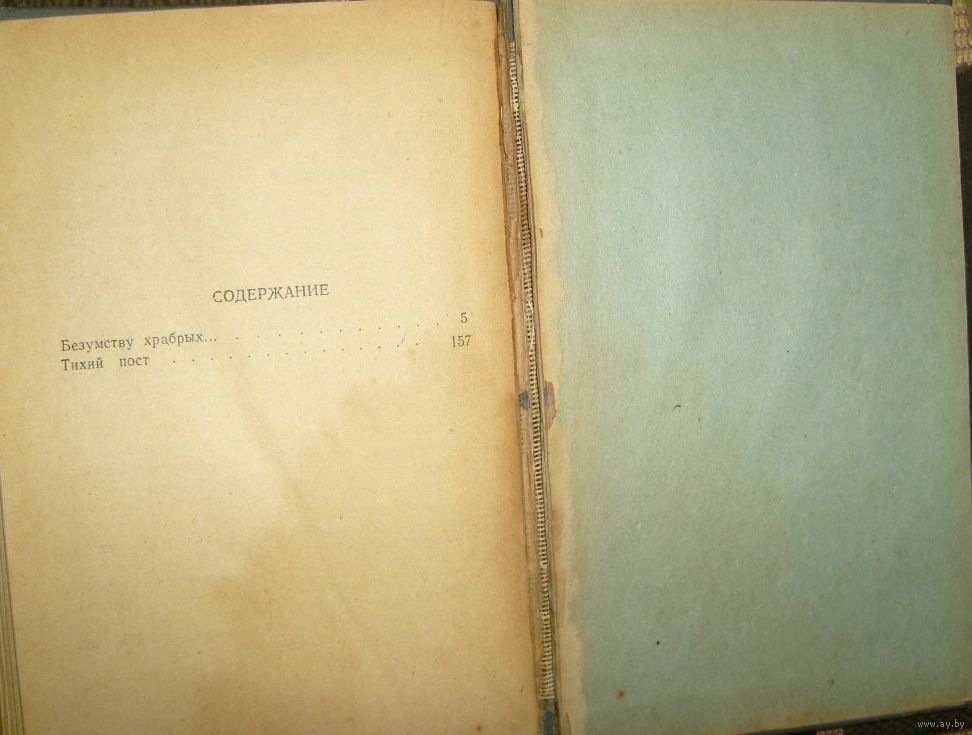 СОДЕРЖАНИЕ
Безумству храбрых... . . . . . . . . . . 5
Тихий пост . . . . . . . . . . . 157
www.ay.by